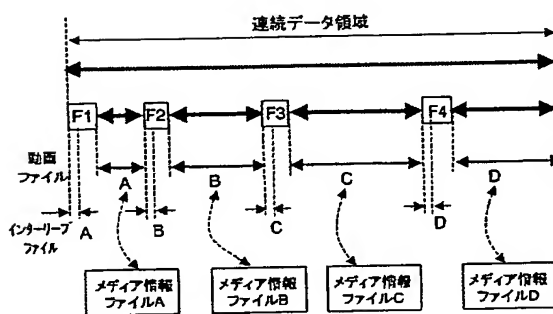 連続データ領域
F1 F2 F3 F4
動画
ファイル
A B C D
インターリーブ
ファイル
A B C D
メディア情報
ファイルA
メディア情報
ファイルB
メディア情報
ファイルC
メディア情報
ファイルD